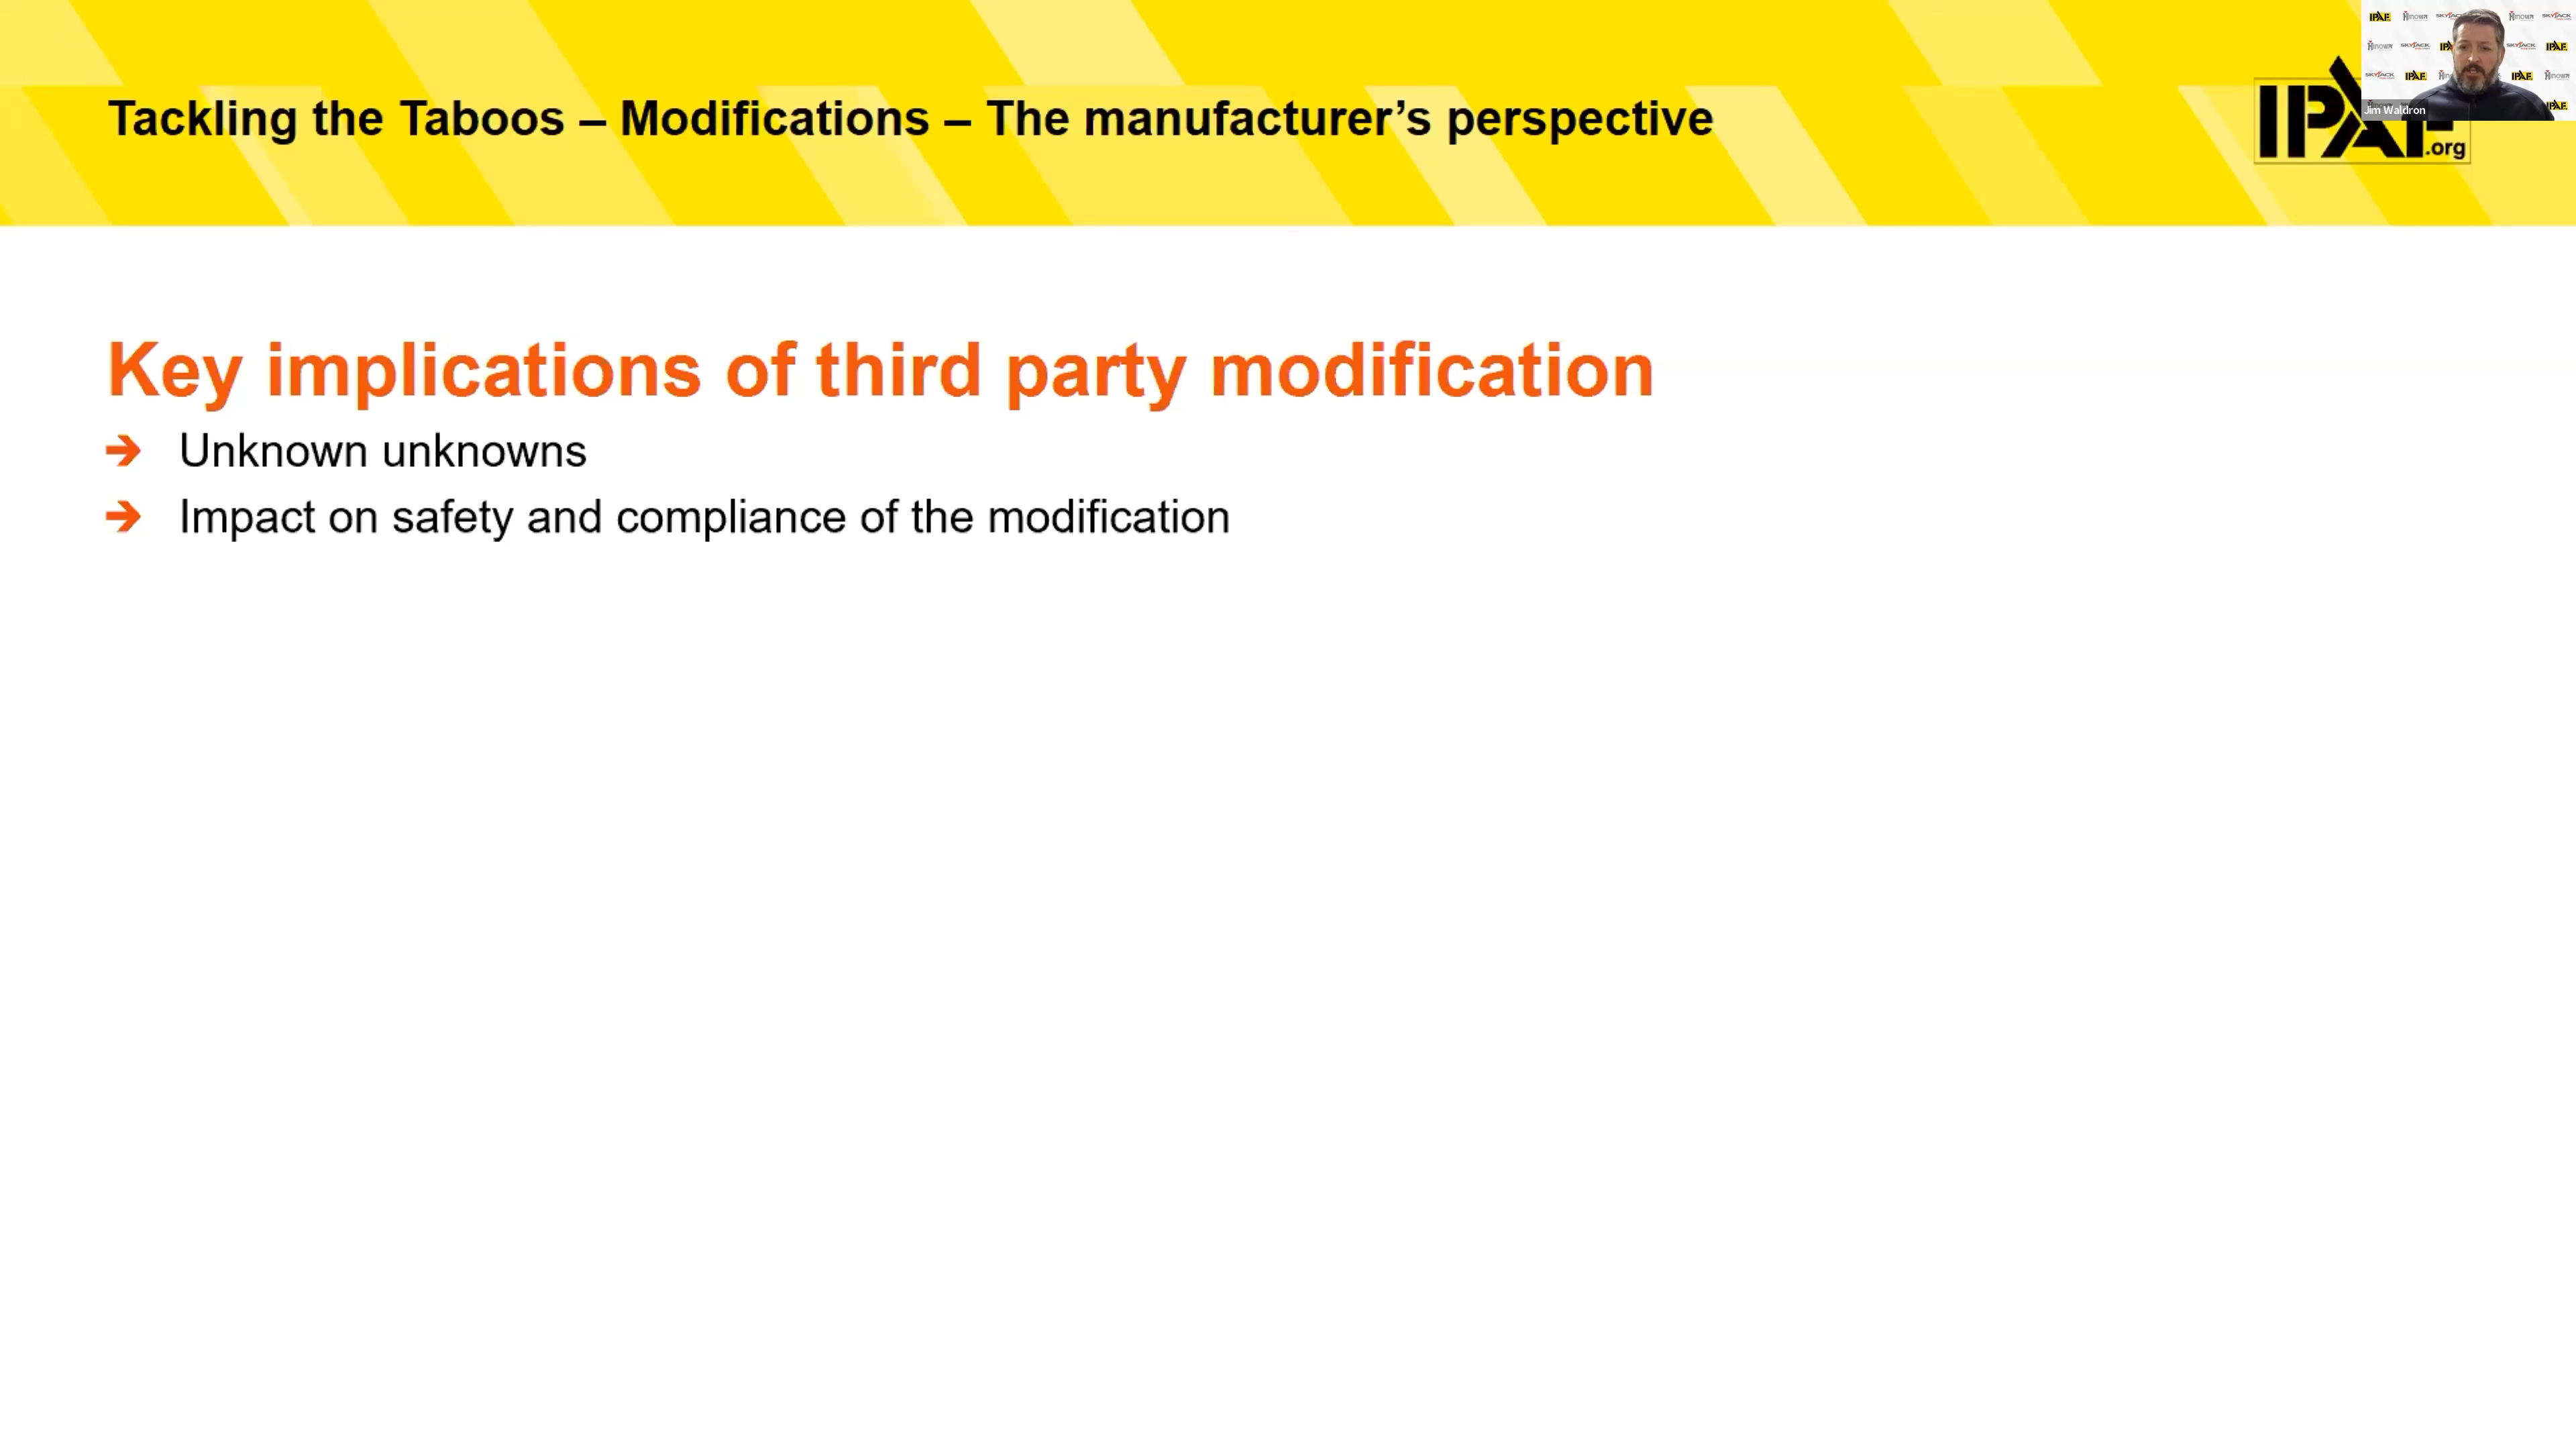 Tackling the Taboos – Modifications – The manufacturer’s perspective
IPAF
.org
Jim Waldron
Key implications of third party modification
Unknown unknowns
Impact on safety and compliance of the modification